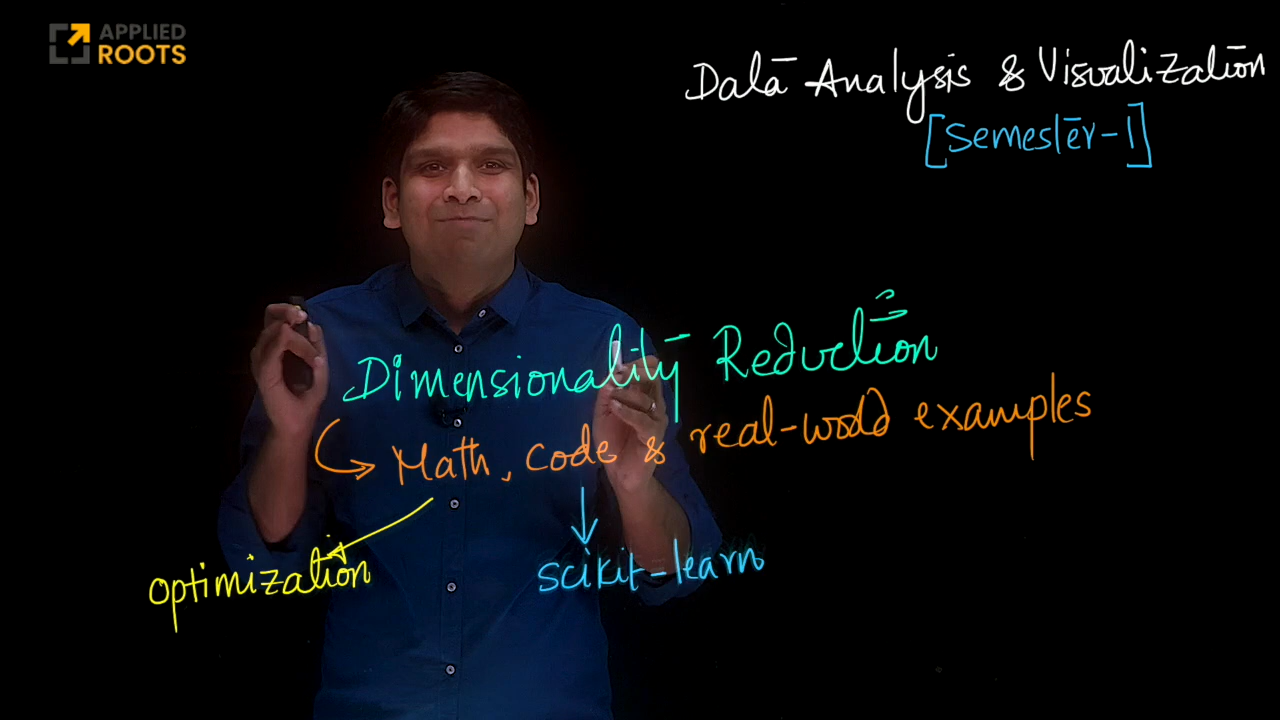 APPLIED
ROOTS
Data Analysis & Visualization
[Semester-1]
Dimensionality Reduction
Math, code & real-world examples
optimization
scikit-learn